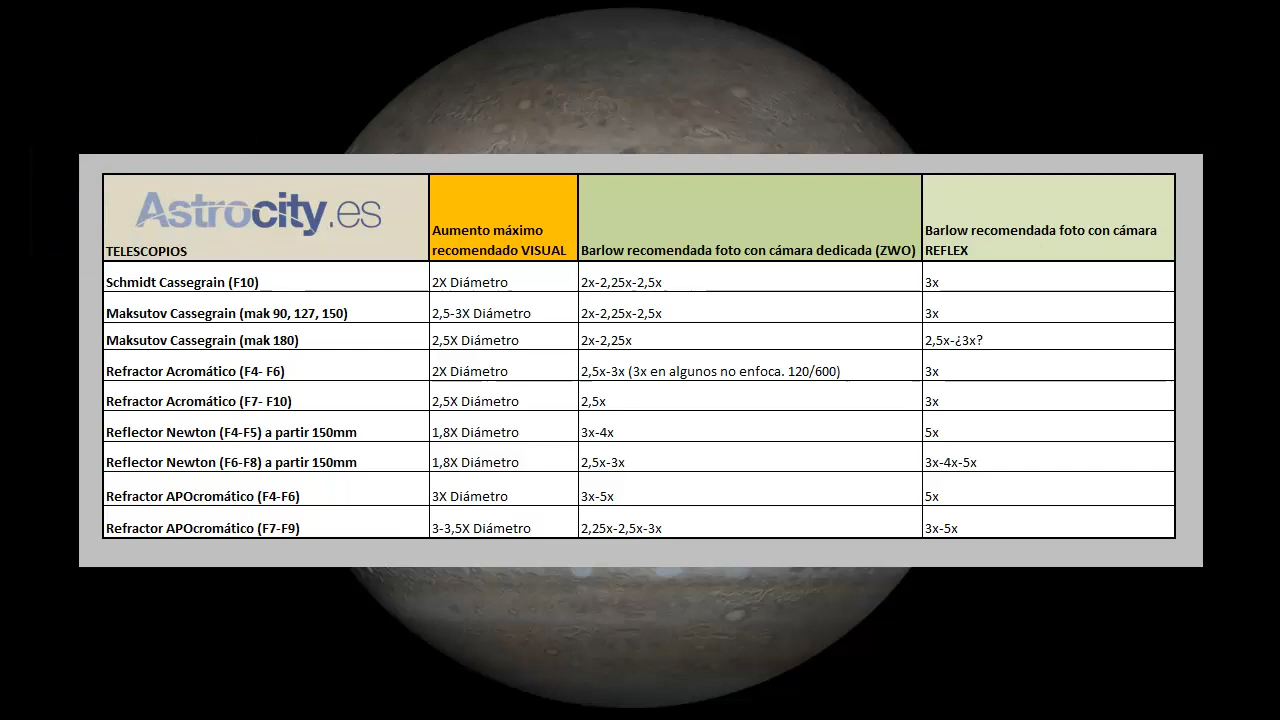 Astrocity.es
TELESCOPIOS
Aumento máximo
recomendado VISUAL
Barlow recomendada foto con cámara dedicada (ZWO)
Barlow recomendada foto con cámara
REFLEX
Schmidt Cassegrain (F10) 2X Diámetro 2x-2,25x-2,5x 3x
Maksutov Cassegrain (mak 90, 127, 150) 2,5-3X Diámetro 2x-2,25x-2,5x 3x
Maksutov Cassegrain (mak 180) 2,5X Diámetro 2x-2,25x 2,5x-¿3x?
Refractor Acromático (F4- F6) 2X Diámetro 2,5x-3x (3x en algunos no enfoca. 120/600) 3x
Refractor Acromático (F7- F10) 2,5X Diámetro 2,5x 3x
Reflector Newton (F4-F5) a partir 150mm 1,8X Diámetro 3x-4x 5x
Reflector Newton (F6-F8) a partir 150mm 1,8X Diámetro 2,5x-3x 3x-4x-5x
Refractor APOcromático (F4-F6) 3X Diámetro 3x-5x 5x
Refractor APOcromático (F7-F9) 3-3,5X Diámetro 2,25x-2,5x-3x 3x-5x